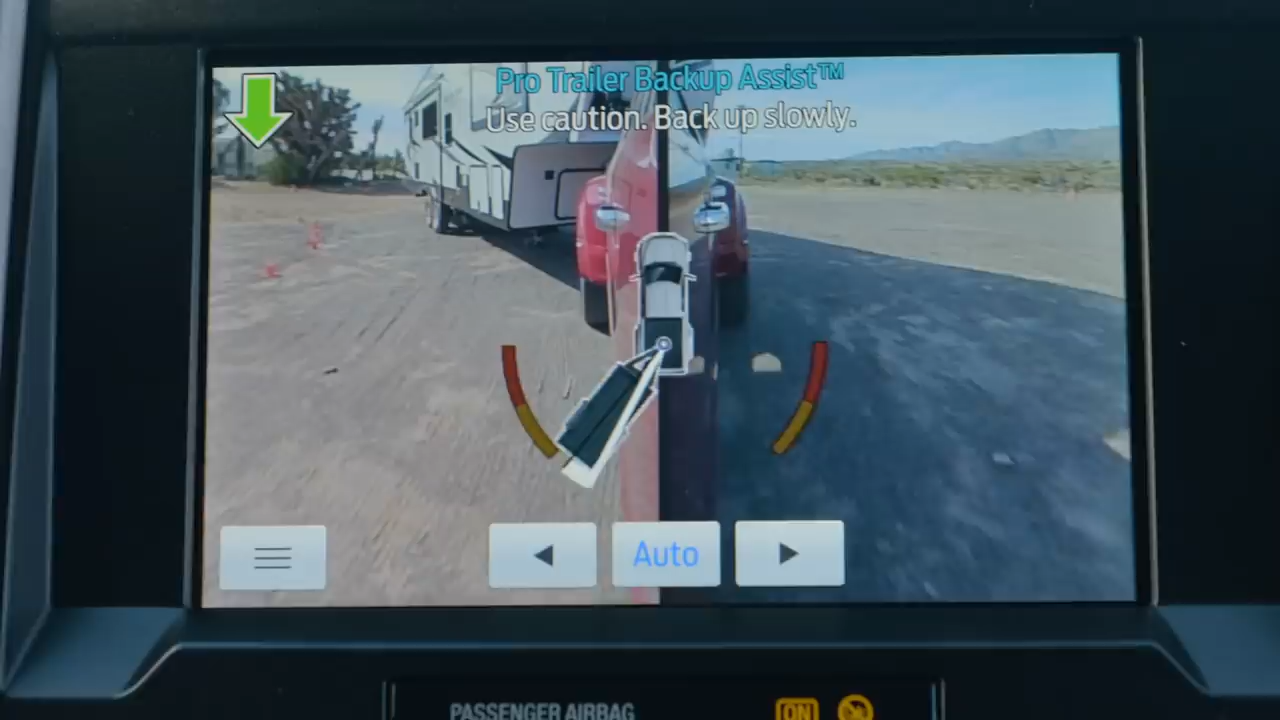 Pro Trailer Backup Assist™
Use caution. Back up slowly.
Auto
PASSENGER AIRBAG
ON